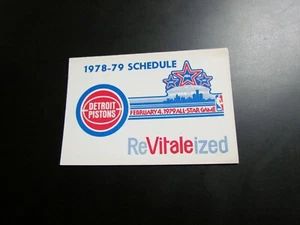 1978-79 SCHEDULE
DETROIT
PISTONS
FEBRUARY 4, 1979 ALL-STAR GAME
ReVitaleized